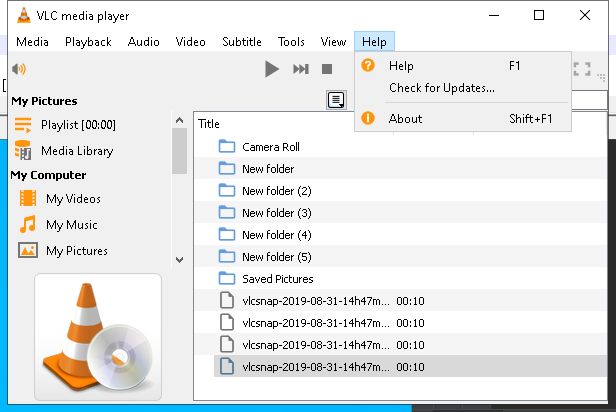 VLC media player
Media Playback Audio Video Subtitle Tools View Help
Help F1
Check for Updates...
About Shift+F1
My Pictures
Playlist [00:00]
Media Library
My Computer
My Videos
My Music
My Pictures
Title
Camera Roll
New folder
New folder (2)
New folder (3)
New folder (4)
New folder (5)
Saved Pictures
vlcsnap-2019-08-31-14h47m... 00:10
vlcsnap-2019-08-31-14h47m... 00:10
vlcsnap-2019-08-31-14h47m... 00:10
vlcsnap-2019-08-31-14h47m... 00:10